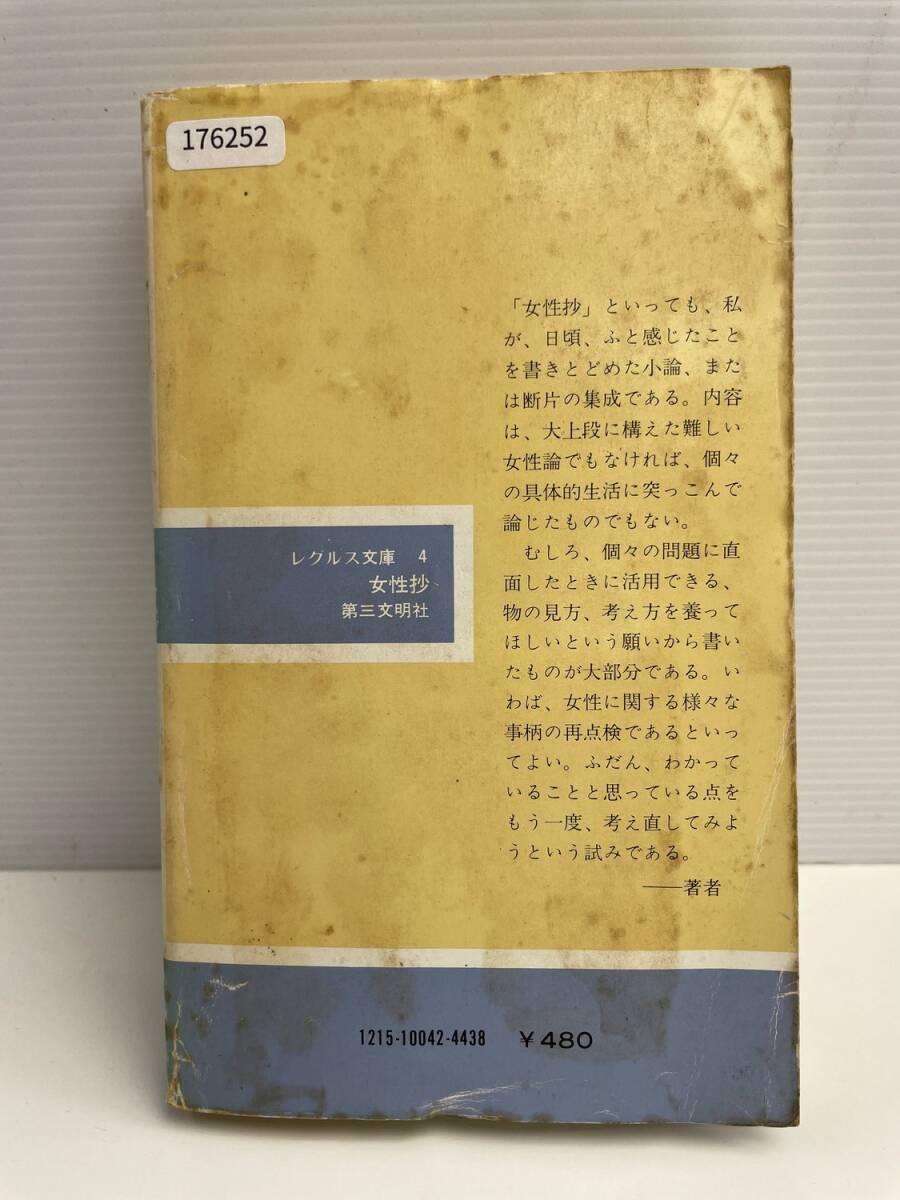 176252
「女性抄」といっても、私
が、日頃、ふと感じたこと
を書きとどめた小論、また
は断片の集成である。内容
は、大上段に構えた難しい
女性論でもなければ、個々
の具体的生活に突っこんで
論じたものでもない。
むしろ、個々の問題に直
面したときに活用できる、
物の見方、考え方を養って
ほしいという願いから書い
たものが大部分である。い
わば、女性に関する様々な
事柄の再点検であるといっ
てよい。ふだん、わかって
いることと思っている点を
もう一度、考え直してみよ
うという試みである。
——著者
レグルス文庫 4
女性抄
第三文明社
1215-10042-4438 ¥480